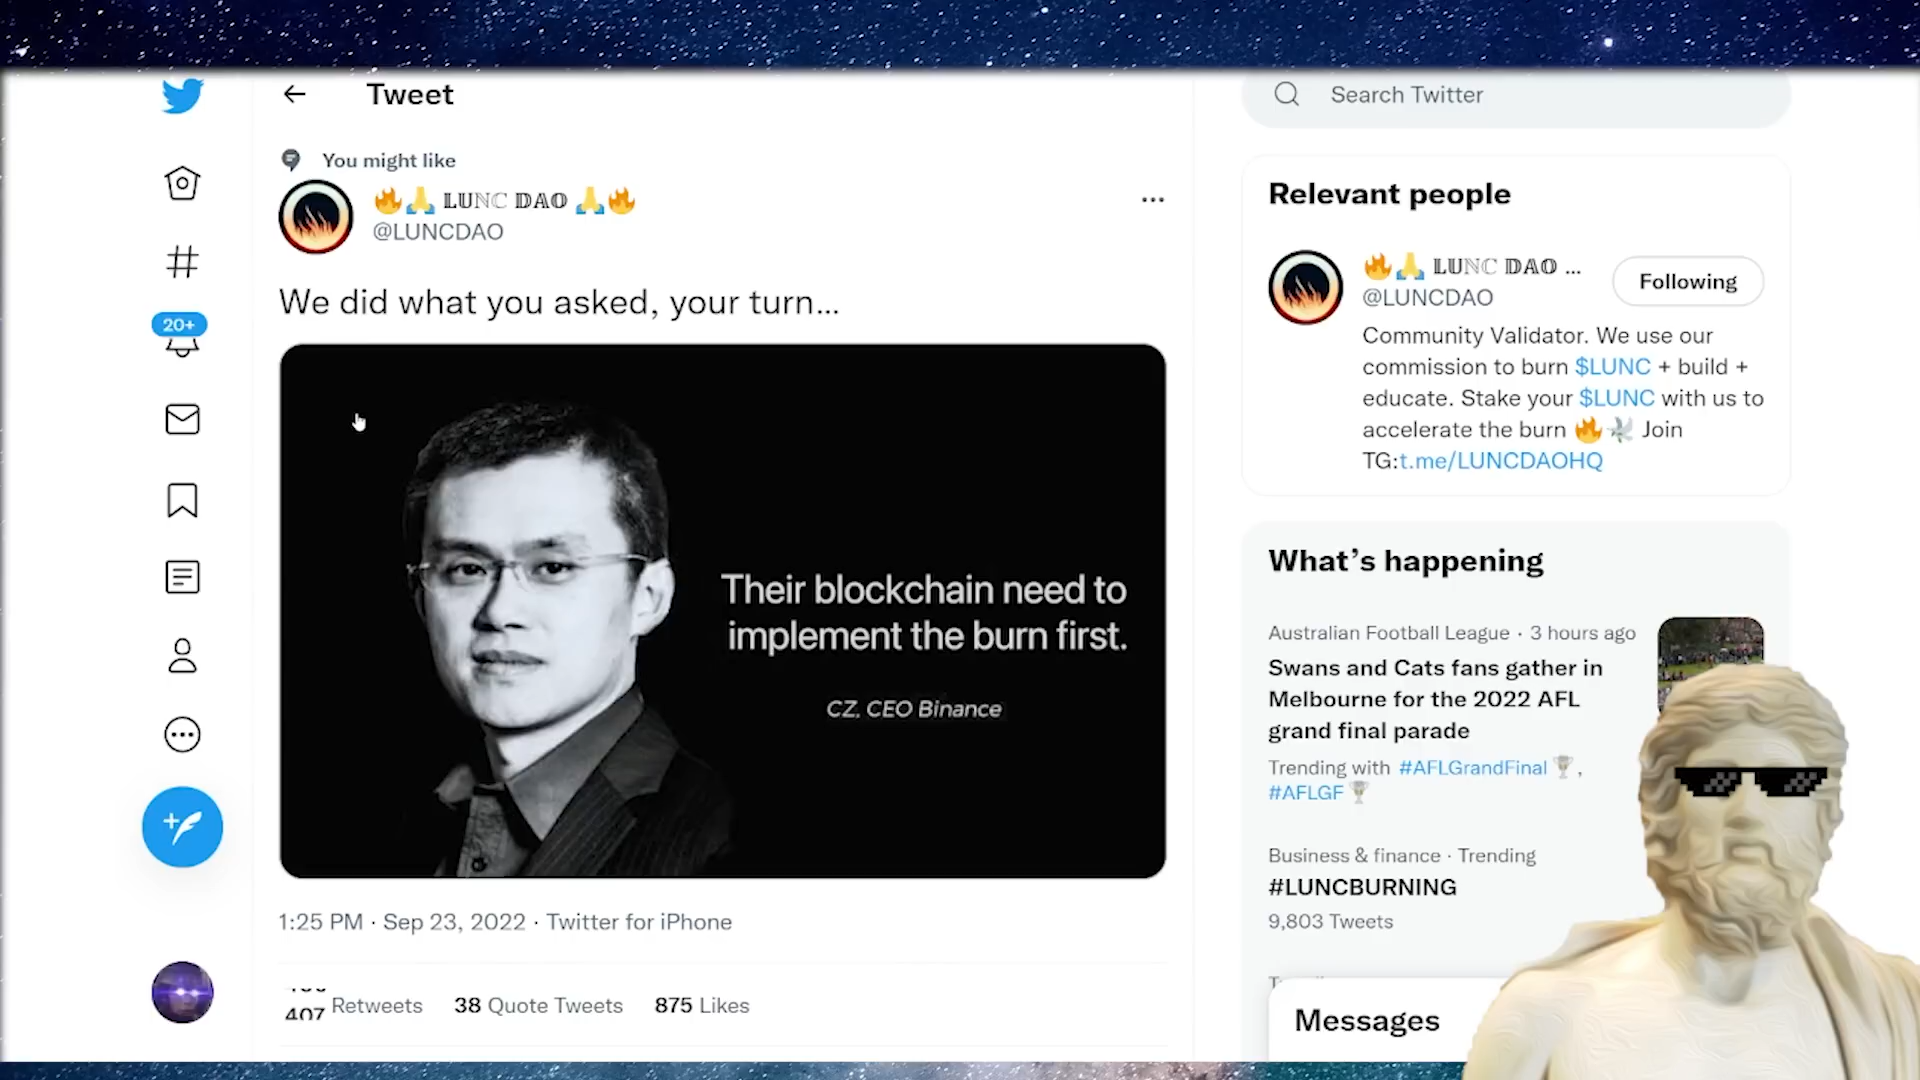 Tweet
You might like
🔥🙏 𝕃𝕌ℕℂ 𝔻𝔸𝕆 🙏🔥
@LUNCDAO
We did what you asked, your turn...
Their blockchain need to
implement the burn first.
CZ, CEO Binance
1:25 PM · Sep 23, 2022 · Twitter for iPhone
407 Retweets 38 Quote Tweets 875 Likes
20+
Search Twitter
Relevant people
🔥🙏 𝕃𝕌ℕℂ 𝔻𝔸𝕆 ...
@LUNCDAO
Following
Community Validator. We use our
commission to burn $LUNC + build +
educate. Stake your $LUNC with us to
accelerate the burn 🔥 Join
TG:t.me/LUNCDAOHQ
What's happening
Australian Football League · 3 hours ago
Swans and Cats fans gather in
Melbourne for the 2022 AFL
grand final parade
Trending with #AFLGrandFinal 🏆,
#AFLGF 🏆
Business & finance · Trending
#LUNCBURNING
9,803 Tweets
Messages